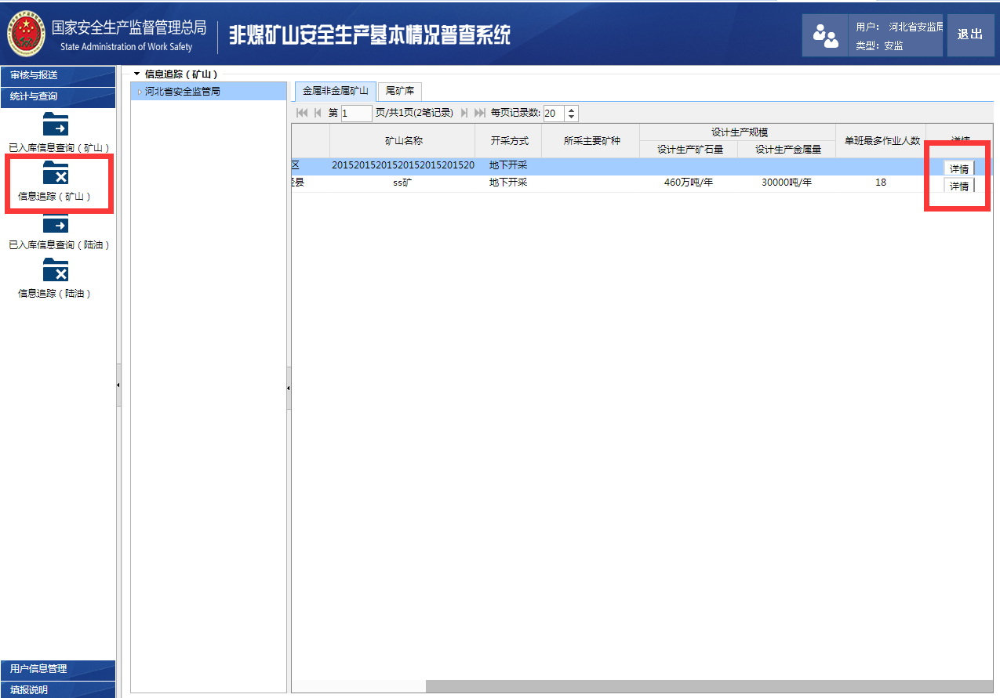 国家安全生产监督管理总局
State Administration of Work Safety
非煤矿山安全生产基本情况普查系统
用户： 河北省安监局
类型：安监
退出
审核与报送
统计与查询
已入库信息查询（矿山）
信息追踪（矿山）
已入库信息查询（陆油）
信息追踪（陆油）
用户信息管理
填报说明
信息追踪（矿山）
河北省安全监管局
金属非金属矿山 尾矿库
第 1 页/共1页(2笔记录) 每页记录数: 20
矿山名称 开采方式 所采主要矿种 设计生产规模 单班最多作业人数 详情
设计生产矿石量 设计生产金属量
区 20152015201520152015201520 地下开采 详情
县 ss矿 地下开采 460万吨/年 30000吨/年 18 详情